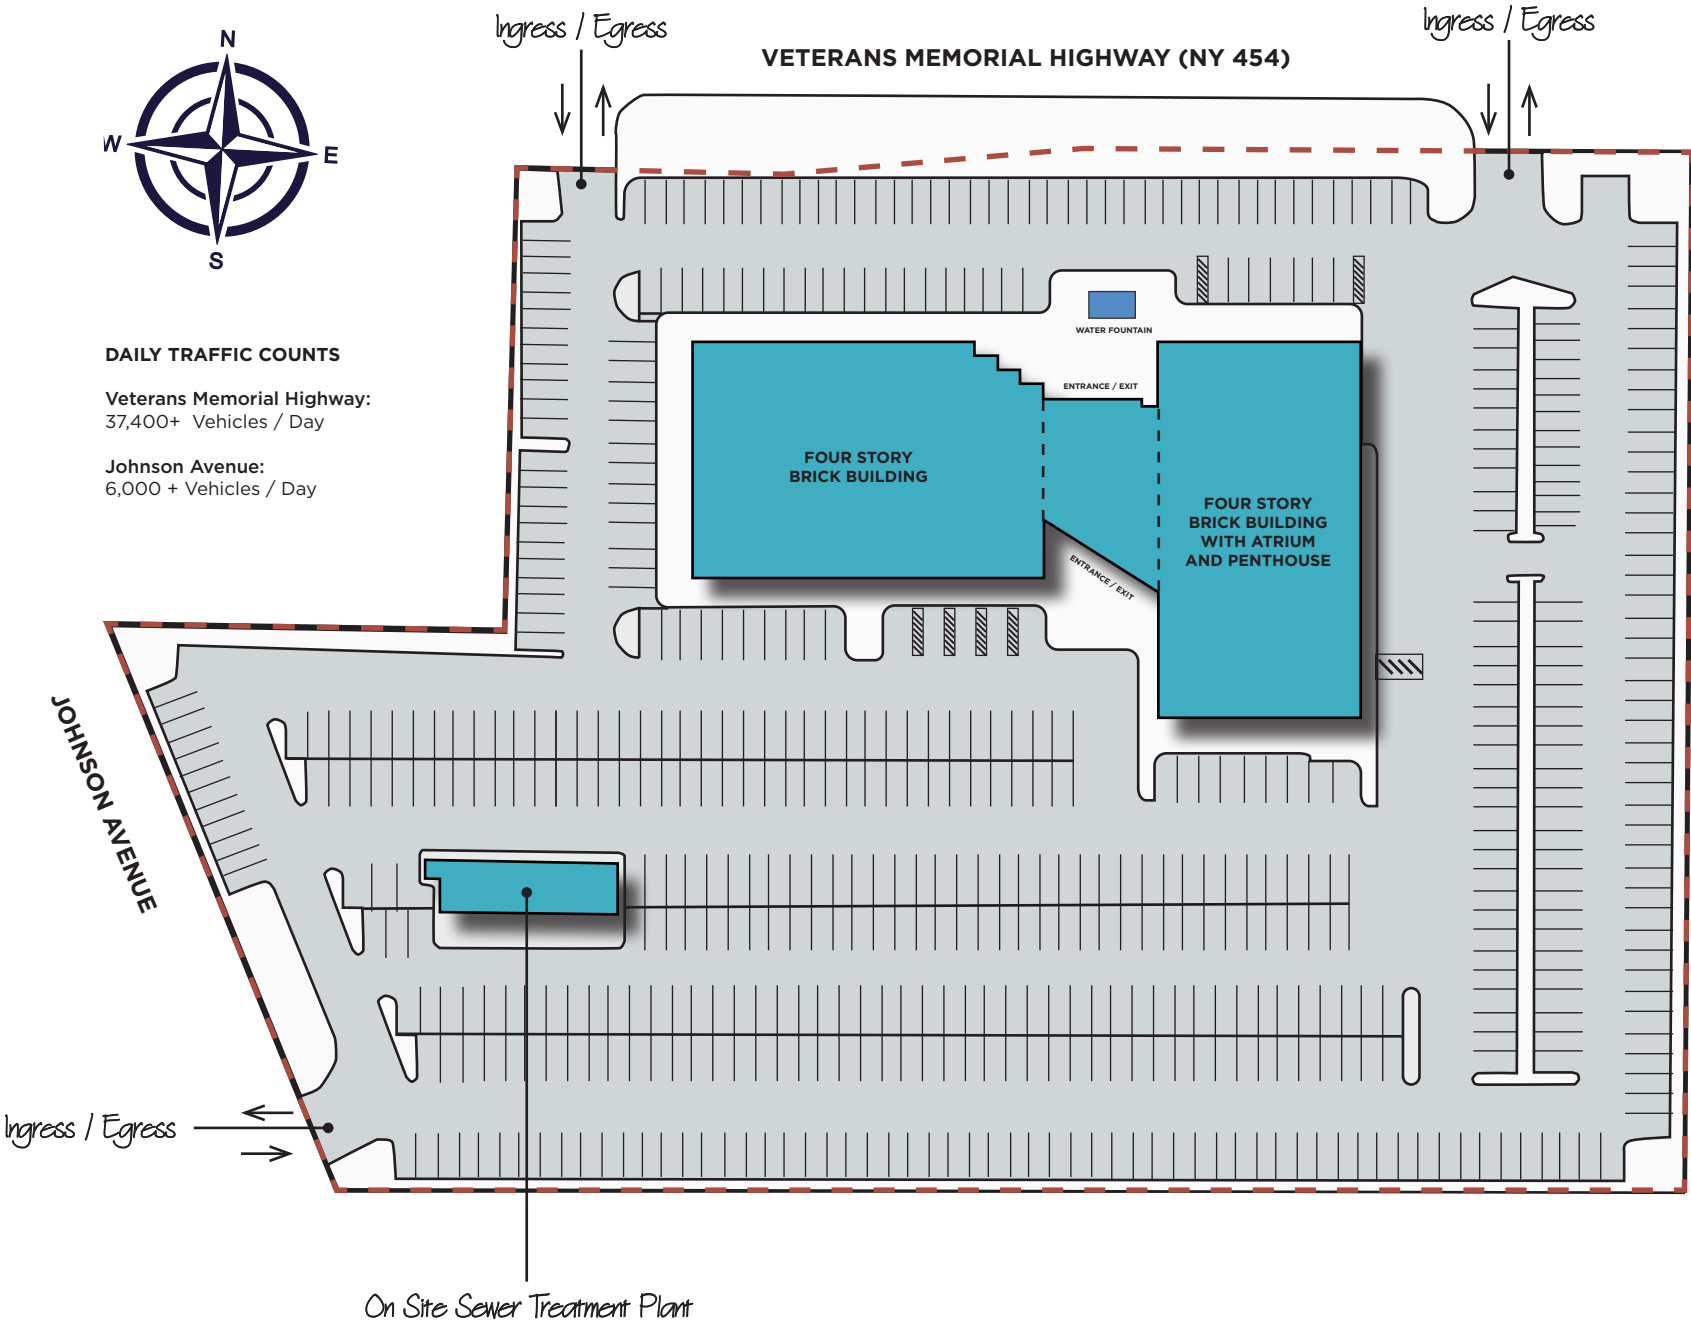 Ingress / Egress
Ingress / Egress
VETERANS MEMORIAL HIGHWAY (NY 454)
N
W
E
S
DAILY TRAFFIC COUNTS
Veterans Memorial Highway:
37,400+ Vehicles / Day
Johnson Avenue:
6,000 + Vehicles / Day
WATER FOUNTAIN
ENTRANCE / EXIT
FOUR STORY
BRICK BUILDING
FOUR STORY
BRICK BUILDING
WITH ATRIUM
AND PENTHOUSE
ENTRANCE / EXIT
JOHNSON AVENUE
Ingress / Egress
On Site Sewer Treatment Plant